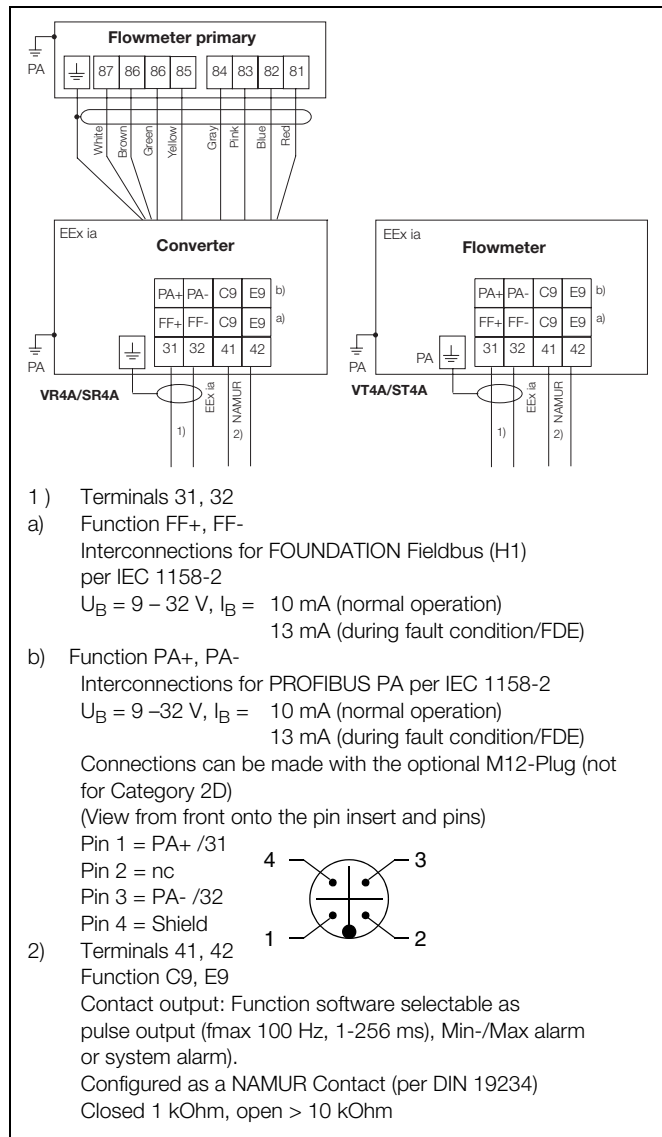 Flowmeter primary
PA
87 86 86 85 84 83 82 81
White Brown Green Yellow Gray Pink Blue Red
EEx ia
Converter
PA+ PA- C9 E9 b)
FF+ FF- C9 E9 a)
31 32 41 42
PA
VR4A/SR4A
EEx ia
NAMUR
1)
2)
EEx ia
Flowmeter
PA+ PA- C9 E9 b)
FF+ FF- C9 E9 a)
31 32 41 42
PA
PA
VT4A/ST4A
EEx ia
NAMUR
1)
2)
1 ) Terminals 31, 32
a) Function FF+, FF-
Interconnections for FOUNDATION Fieldbus (H1)
per IEC 1158-2
UB = 9 – 32 V, IB = 10 mA (normal operation)
13 mA (during fault condition/FDE)
b) Function PA+, PA-
Interconnections for PROFIBUS PA per IEC 1158-2
UB = 9 –32 V, IB = 10 mA (normal operation)
13 mA (during fault condition/FDE)
Connections can be made with the optional M12-Plug (not
for Category 2D)
(View from front onto the pin insert and pins)
Pin 1 = PA+ /31
Pin 2 = nc
Pin 3 = PA- /32
Pin 4 = Shield
4 3
1 2
2) Terminals 41, 42
Function C9, E9
Contact output: Function software selectable as
pulse output (fmax 100 Hz, 1-256 ms), Min-/Max alarm
or system alarm).
Configured as a NAMUR Contact (per DIN 19234)
Closed 1 kOhm, open > 10 kOhm